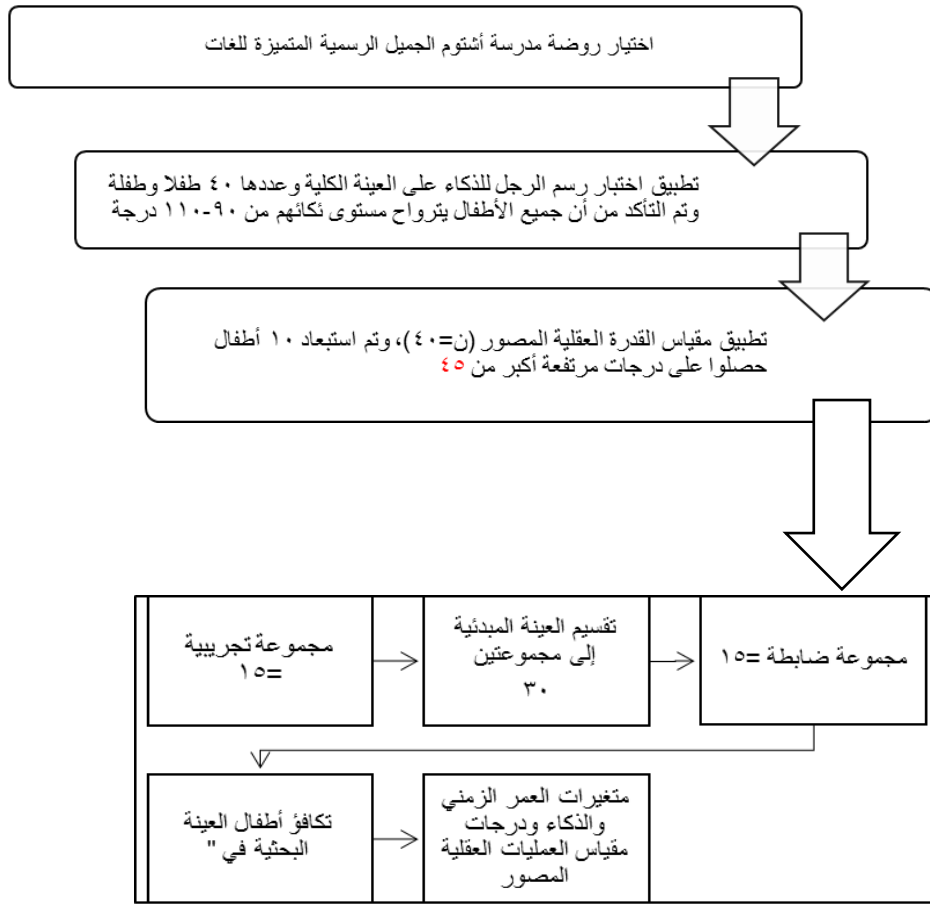 اختيار روضة مدرسة أشتوم الجميل الرسمية المتميزة للغات
تطبيق اختبار رسم الرجل للذكاء على العينة الكلية وعددها ٤٠ طفلا وطفلة
وتم التأكد من أن جميع الأطفال يترواح مستوى ذكائهم من ٩٠-١١٠ درجة
تطبيق مقياس القدرة العقلية المصور (ن=٤٠)، وتم استبعاد ١٠ أطفال
حصلوا على درجات مرتفعة أكبر من ٤٥
مجموعة ضابطة =١٥
تقسيم العينة المبدئية
إلى مجموعتين
٣٠
مجموعة تجريبية
=١٥
تكافؤ أطفال العينة
البحثية في "
متغيرات العمر الزمني
والذكاء ودرجات
مقياس العمليات العقلية
المصور